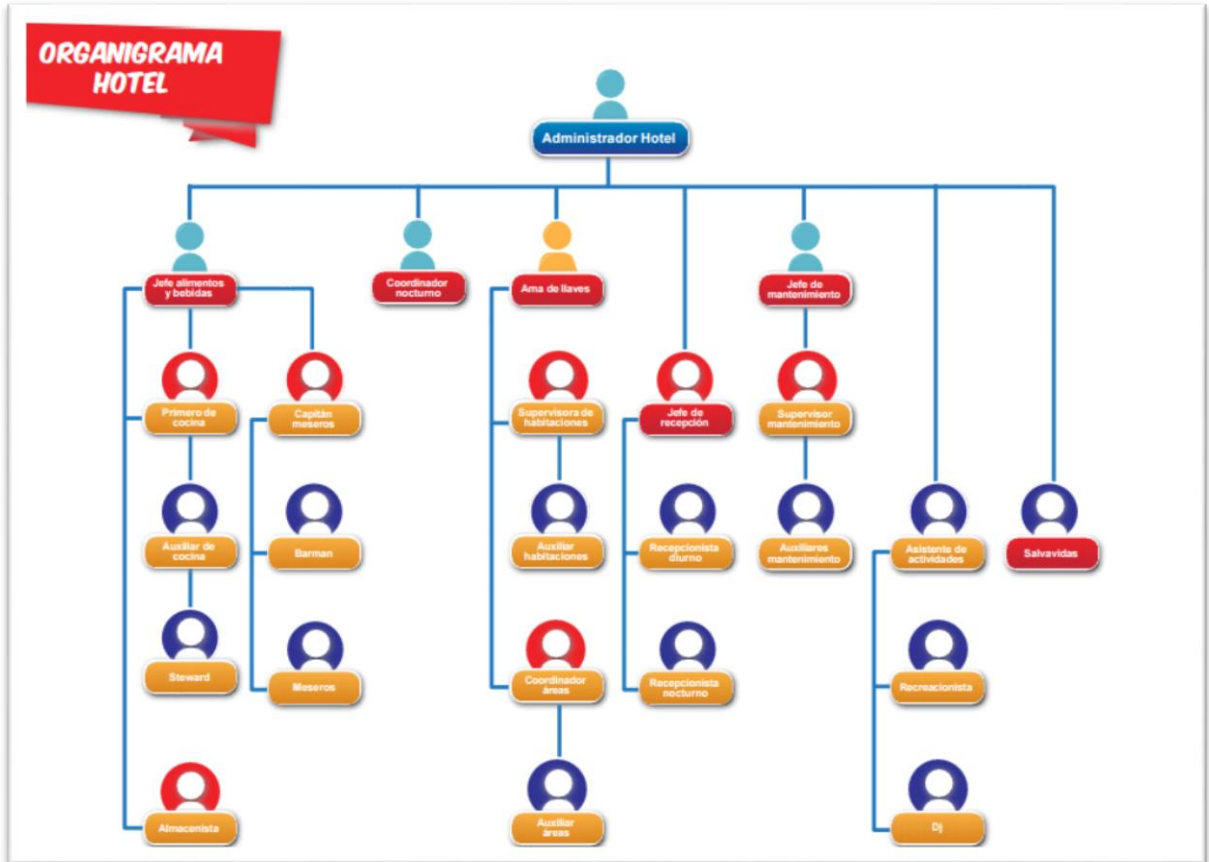 ORGANIGRAMA
HOTEL
Administrador Hotel
Jefe alimentos
y bebidas
Coordinador
nocturno
Ama de llaves
Jefe de
mantenimiento
Primero de
cocina
Capitán
meseros
Supervisora de
habitaciones
Jefe de
recepción
Supervisor
mantenimiento
Auxiliar de
cocina
Barman
Auxiliar
habitaciones
Recepcionista
diurno
Auxiliares
mantenimiento
Asistente de
actividades
Salvavidas
Steward
Meseros
Coordinador
áreas
Recepcionista
nocturno
Recreacionista
Almacenista
Auxiliar
áreas
Dj